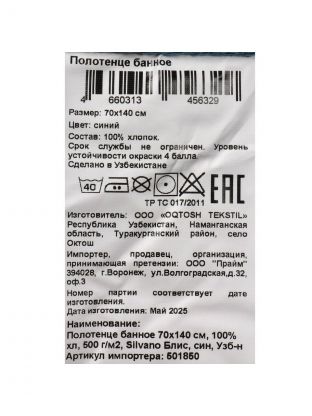 Полотенце банное
4 660313 456329
Размер: 70x140 см
Цвет: синий
Состав: 100% хлопок.
Срок службы не ограничен. Уровень
устойчивости окраски 4 балла.
Сделано в Узбекистане
40
EAC
ТР ТС 017/2011
Изготовитель: ООО «OQTOSH TEKSTIL»
Республика Узбекистан, Наманганская
область, Туракурганский район, село
Октош
Импортер, продавец, организация,
принимающая претензии: ООО "Прайм"
394028, г.Воронеж, ул.Волгоградская,д.32,
оф.3
Номер партии соответствует дате
изготовления.
Дата изготовления: Май 2025
Наименование:
Полотенце банное 70x140 см, 100%
хл, 500 г/м2, Silvano Блис, син, Узб-н
Артикул импортера: 501850